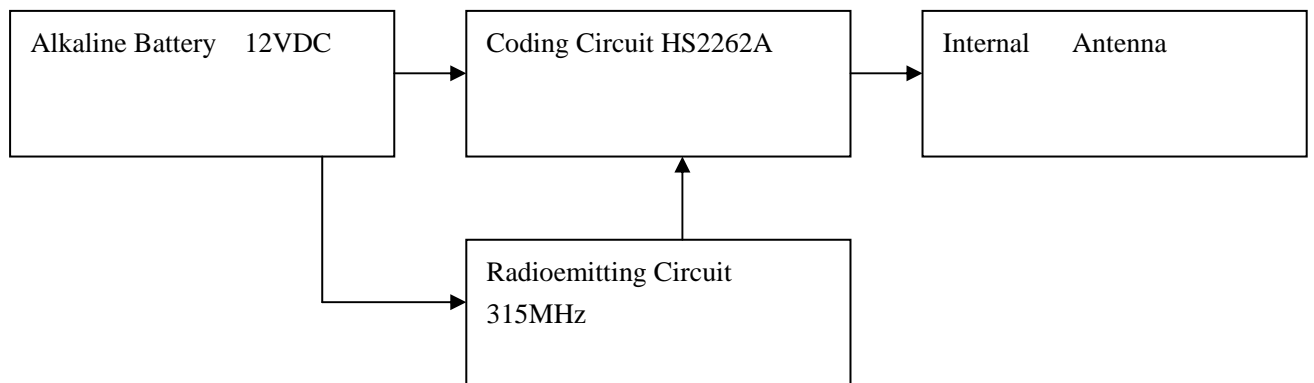 Alkaline Battery 12VDC
Coding Circuit HS2262A
Internal Antenna
Radioemitting Circuit
315MHz